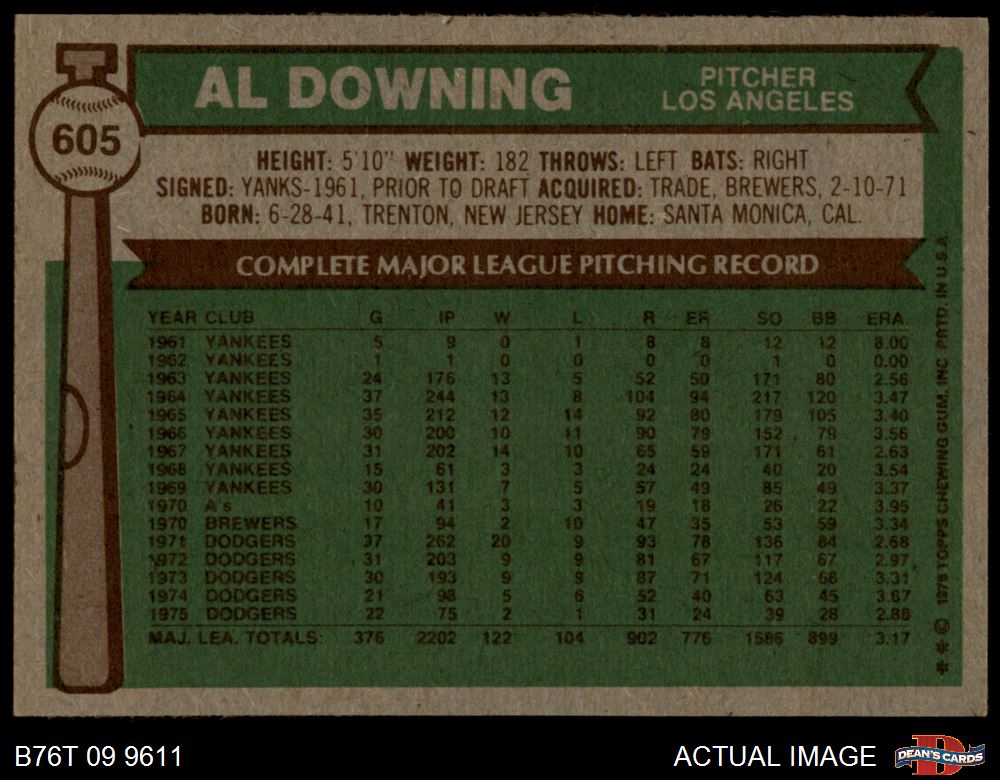 AL DOWNING
PITCHER
LOS ANGELES
605
HEIGHT: 5'10" WEIGHT: 182 THROWS: LEFT BATS: RIGHT
SIGNED: YANKS-1961, PRIOR TO DRAFT ACQUIRED: TRADE, BREWERS, 2-10-71
BORN: 6-28-41, TRENTON, NEW JERSEY HOME: SANTA MONICA, CAL.
COMPLETE MAJOR LEAGUE PITCHING RECORD
YEAR CLUB G IP W L R ER SO BB ERA.
1961 YANKEES 5 9 0 1 8 8 12 12 8.00
1962 YANKEES 1 1 0 0 0 0 1 0 0.00
1963 YANKEES 24 176 13 5 52 50 171 80 2.56
1964 YANKEES 37 244 13 8 104 94 217 120 3.47
1965 YANKEES 35 212 12 14 92 80 179 105 3.40
1966 YANKEES 30 200 10 11 90 79 152 79 3.56
1967 YANKEES 31 202 14 10 65 59 171 61 2.63
1968 YANKEES 15 61 3 3 24 24 40 20 3.54
1969 YANKEES 30 131 7 5 57 49 85 49 3.37
1970 A's 10 41 3 3 19 18 26 22 3.95
1970 BREWERS 17 94 2 10 47 35 53 59 3.34
1971 DODGERS 37 262 20 9 93 78 136 84 2.68
1972 DODGERS 31 203 9 9 81 67 117 67 2.97
1973 DODGERS 30 193 9 9 87 71 124 68 3.31
1974 DODGERS 21 98 5 6 52 40 63 45 3.67
1975 DODGERS 22 75 2 1 31 24 39 28 2.88
MAJ. LEA. TOTALS: 376 2202 122 104 902 776 1586 899 3.17
* * © 1976 TOPPS CHEWING GUM, INC PRTD. IN U.S.A.
B76T 09 9611
ACTUAL IMAGE
D
DEAN'S CARDS